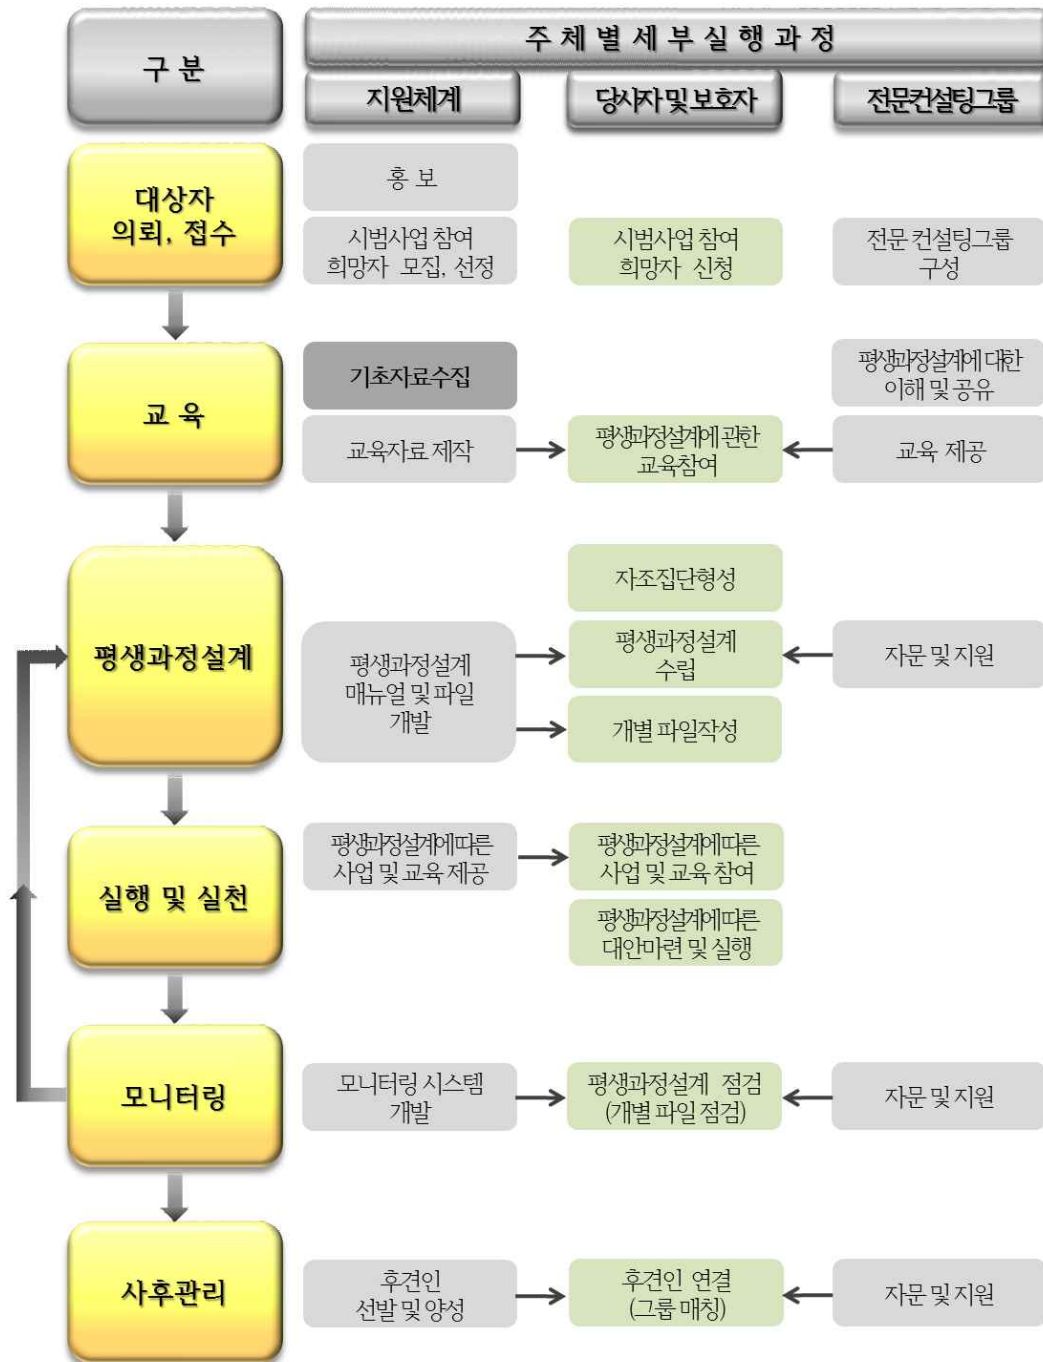 구 분
주 체 별 세 부 실 행 과 정
지원체계
당사자 및 보호자
전문컨설팅그룹
대상자
의뢰, 접수
홍 보
시범사업 참여
희망자 모집, 선정
시범사업 참여
희망자 신청
전문 컨설팅그룹
구성
교 육
기초자료수집
평생과정설계에 대한
이해 및 공유
교육자료 제작
평생과정설계에 관한
교육참여
교육 제공
평생과정설계
자조집단형성
평생과정설계
매뉴얼 및 파일
개발
평생과정설계
수립
자문 및 지원
개별 파일작성
실행 및 실천
평생과정설계에 따른
사업 및 교육 제공
평생과정설계에 따른
사업 및 교육 참여
평생과정설계에 따른
대안마련 및 실행
모니터링
모니터링 시스템
개발
평생과정설계 점검
(개별 파일 점검)
자문 및 지원
사후관리
후견인
선발 및 양성
후견인 연결
(그룹 매칭)
자문 및 지원